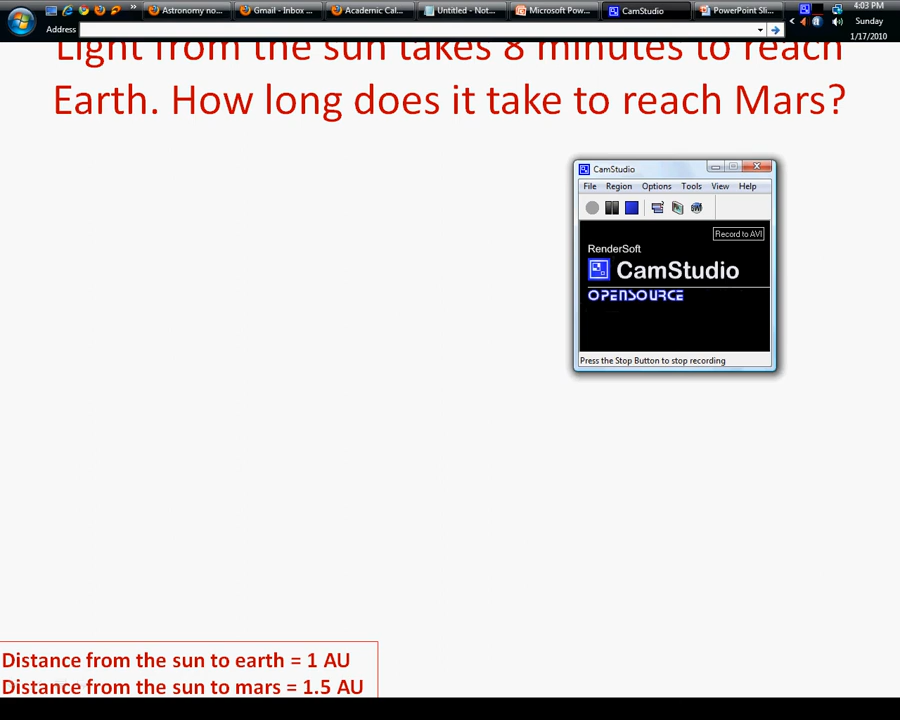 Astronomy no...
Gmail - Inbox ...
Academic Cal...
Untitled - Not...
Microsoft Pow...
CamStudio
PowerPoint Sli...
4:03 PM
Sunday
1/17/2010
Address
Light from the sun takes 8 minutes to reach
Earth. How long does it take to reach Mars?
CamStudio
File Region Options Tools View Help
Record to AVI
RenderSoft
CamStudio
OPENSOURCE
Press the Stop Button to stop recording
Distance from the sun to earth = 1 AU
Distance from the sun to mars = 1.5 AU